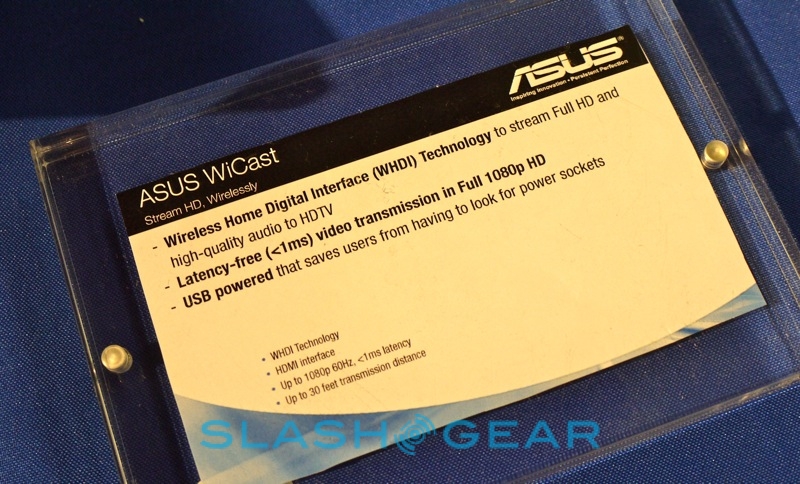 ASUS
Inspiring Innovation • Persistent Perfection
ASUS WiCast
Stream HD, Wirelessly
- Wireless Home Digital Interface (WHDI) Technology to stream Full HD and
high-quality audio to HDTV
- Latency-free (<1ms) video transmission in Full 1080p HD
- USB powered that saves users from having to look for power sockets
• WHDI Technology
• HDMI interface
• Up to 1080p 60Hz, <1ms latency
• Up to 30 feet transmission distance
SLASHGEAR